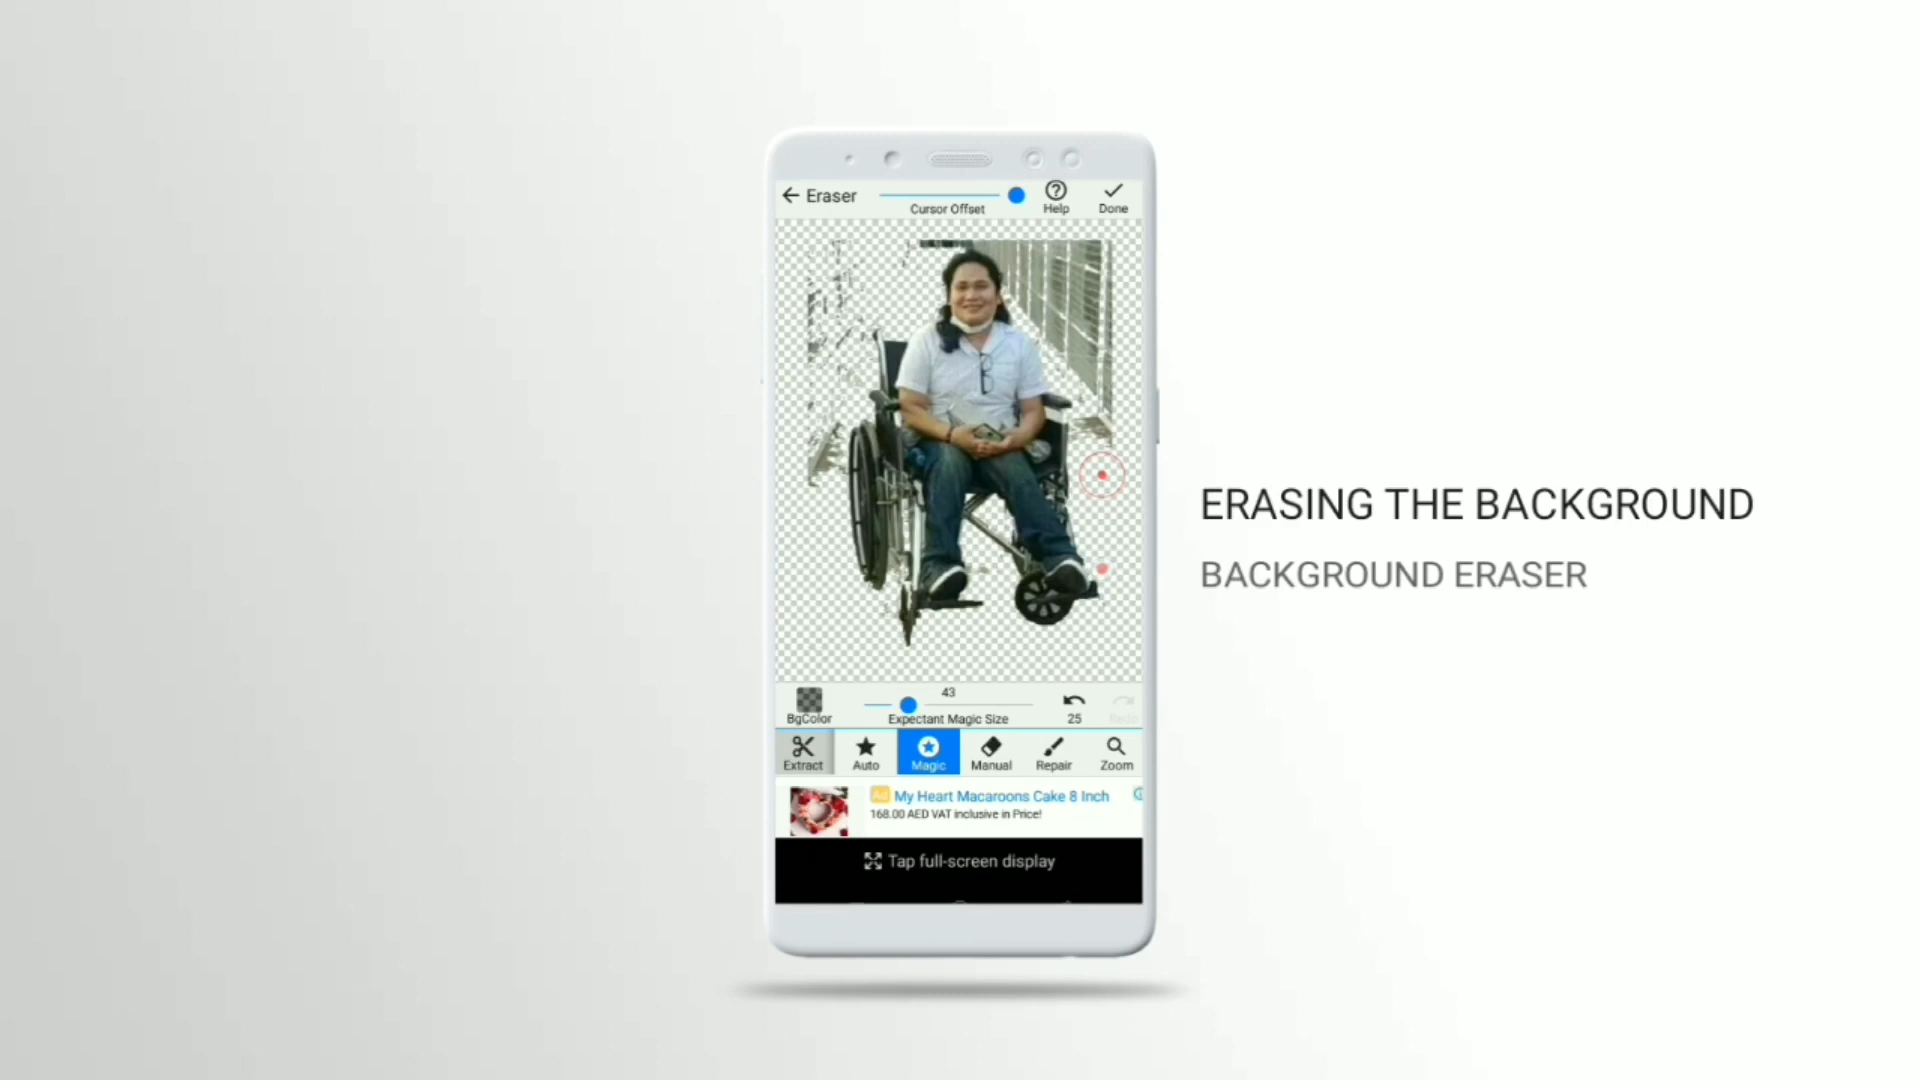 Eraser
Cursor Offset
Help
Done
ERASING THE BACKGROUND
BACKGROUND ERASER
43
BgColor
Expectant Magic Size
25
Redo
Extract
Auto
Magic
Manual
Repair
Zoom
Ad My Heart Macaroons Cake 8 Inch
168.00 AED VAT inclusive in Price!
Tap full-screen display